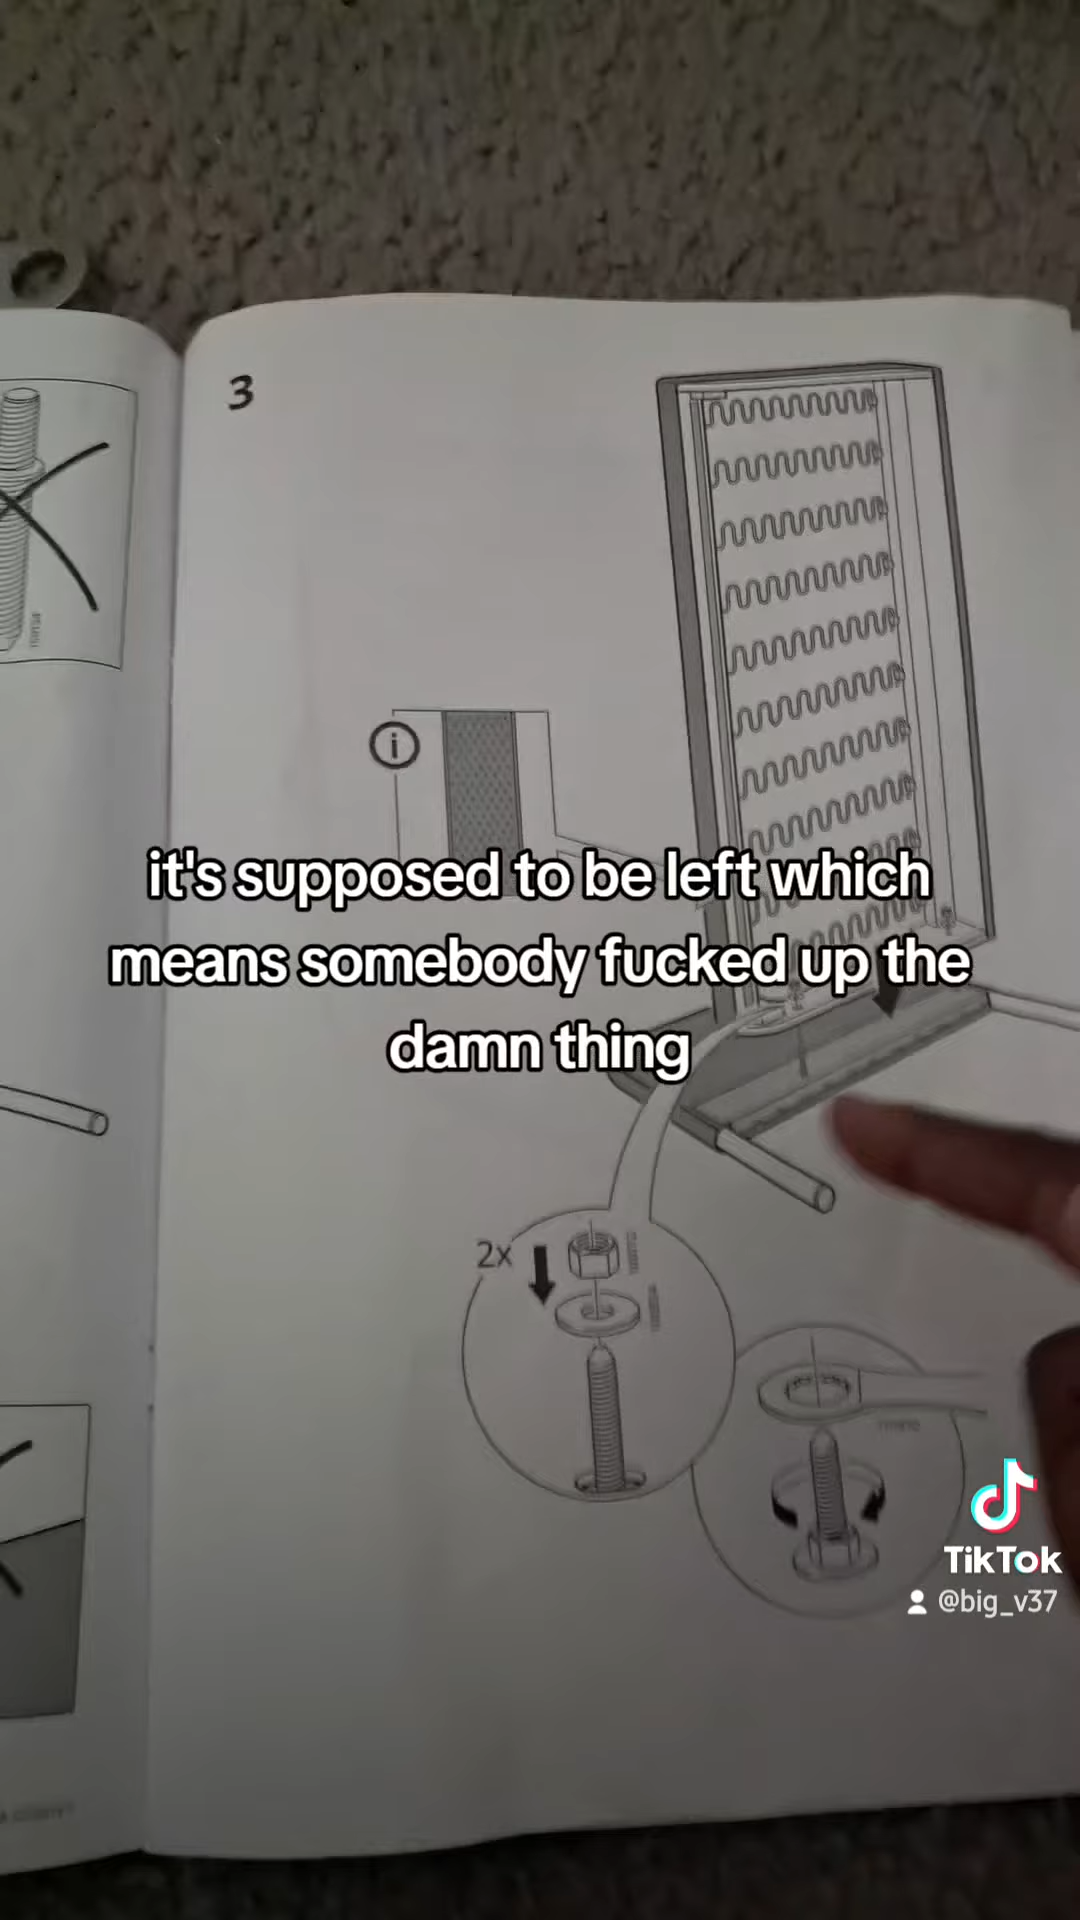 3
i
it's supposed to be left which
means somebody fucked up the
damn thing
2x
TikTok
@big_v37